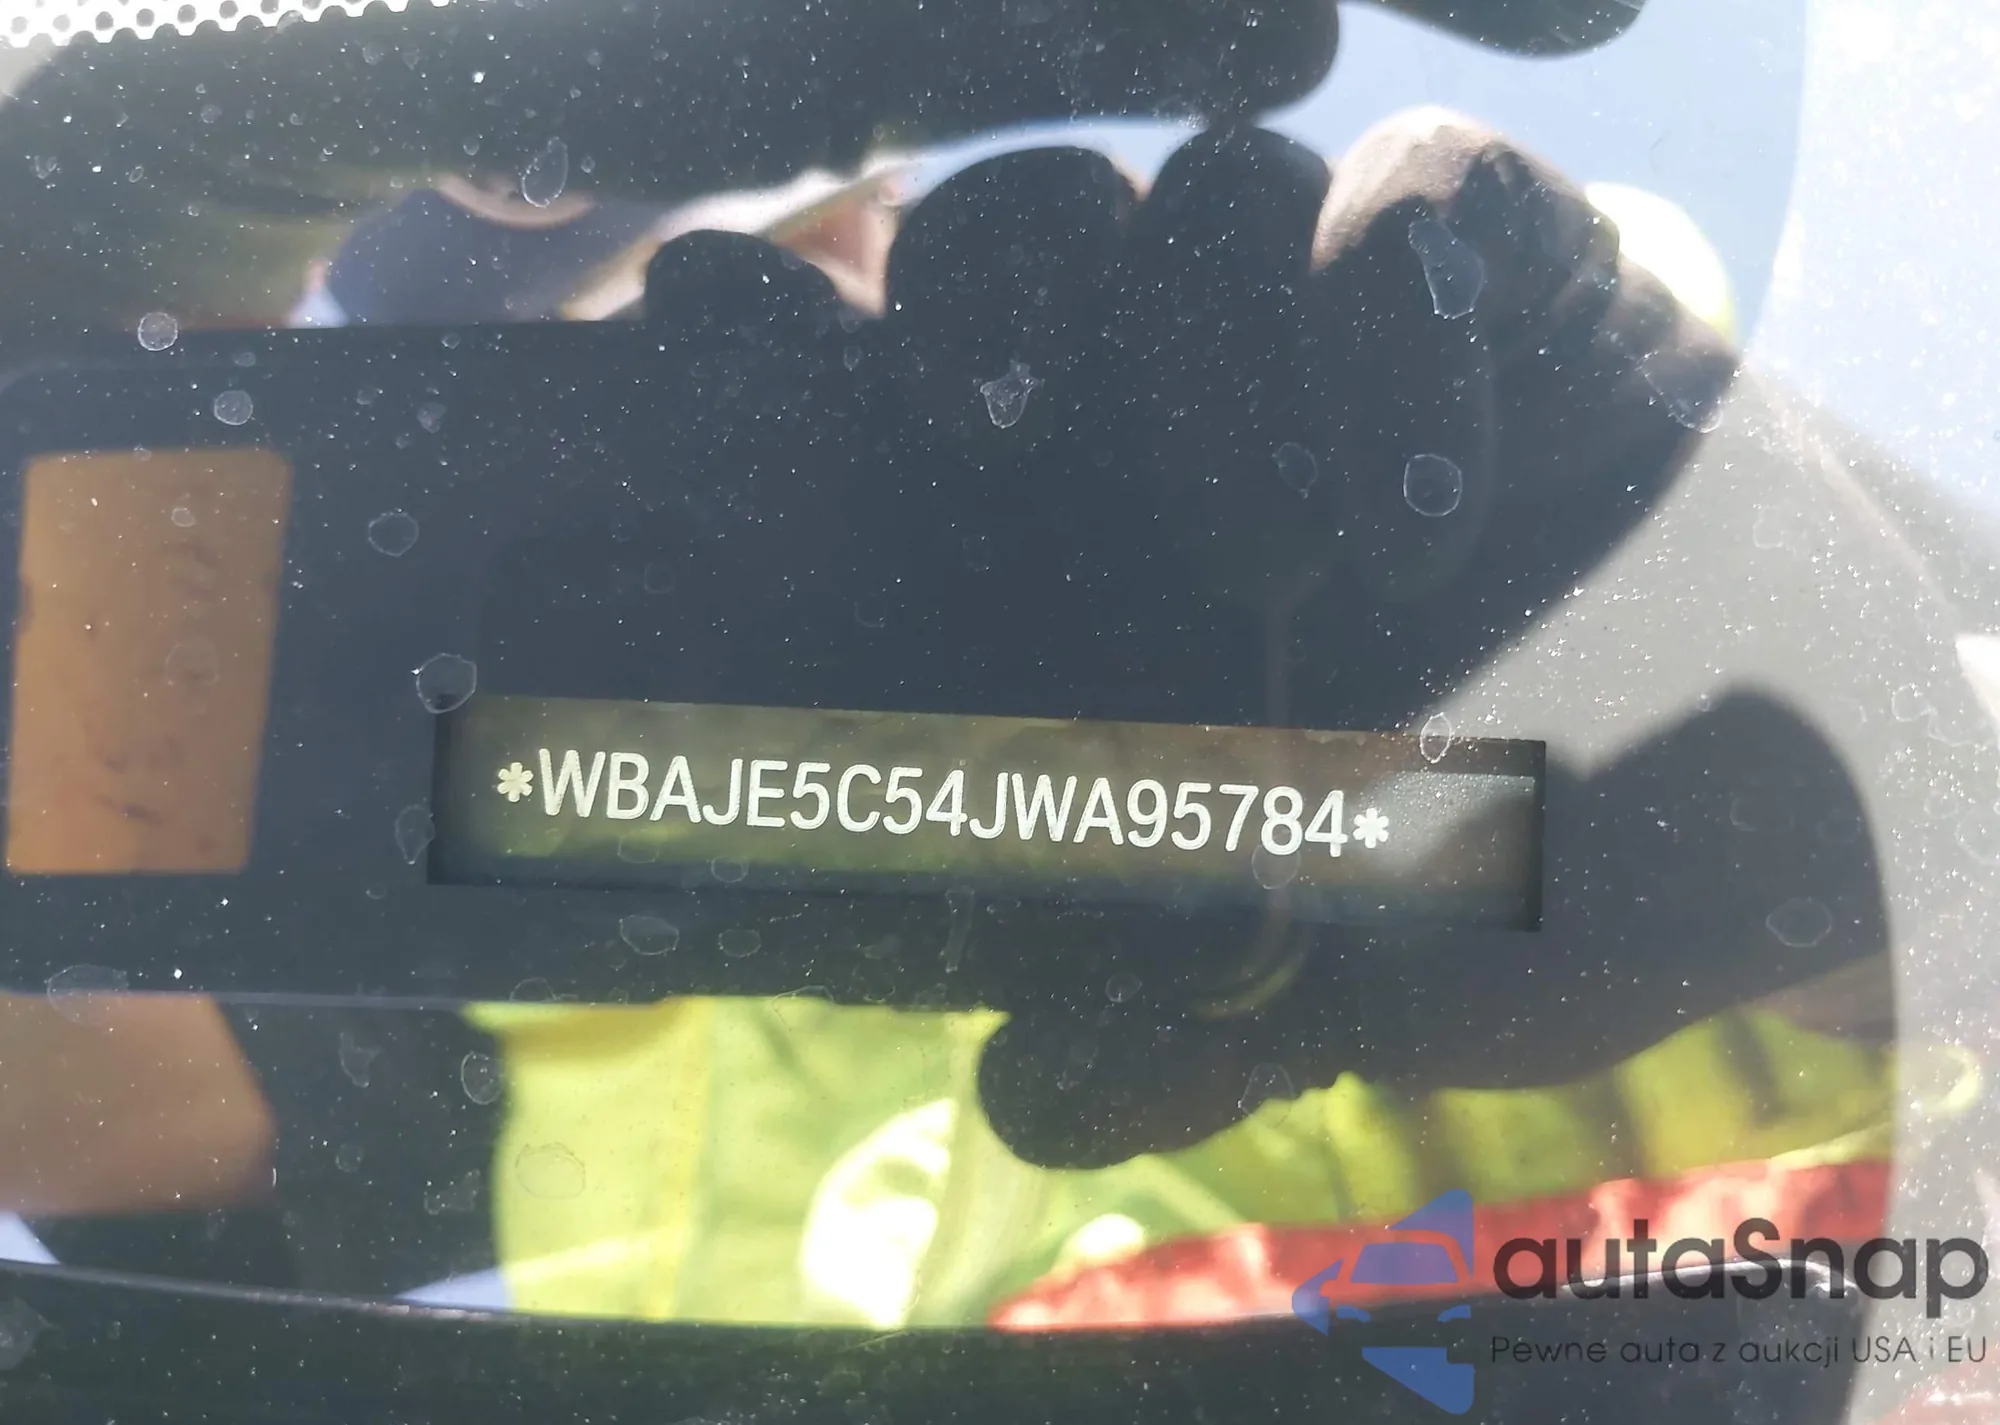 *WBAJE5C54JWA95784*
autaSnap
Pewne auta z aukcji USA i EU